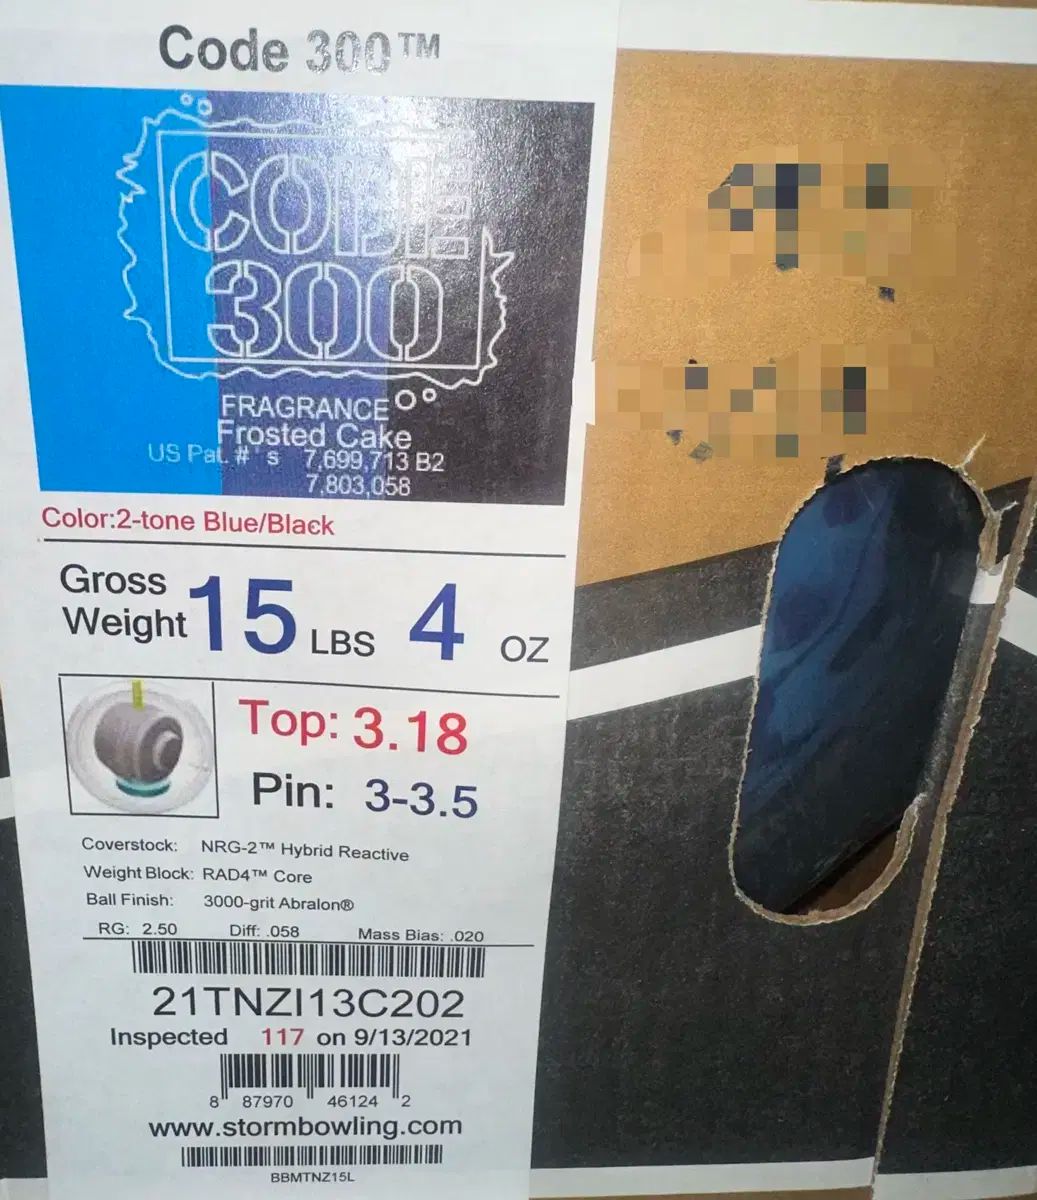 Code 300™
CODE
300
FRAGRANCE
Frosted Cake
US Pat. #'s 7,699,713 B2
7,803,058
Color:2-tone Blue/Black
Gross Weight 15 LBS 4 OZ
Top: 3.18
Pin: 3-3.5
Coverstock: NRG-2™ Hybrid Reactive
Weight Block: RAD4™ Core
Ball Finish: 3000-grit Abralon®
RG: 2.50 Diff: .058 Mass Bias: .020
21TNZI13C202
Inspected 117 on 9/13/2021
8 87970 46124 2
www.stormbowling.com
BBMTNZ15L